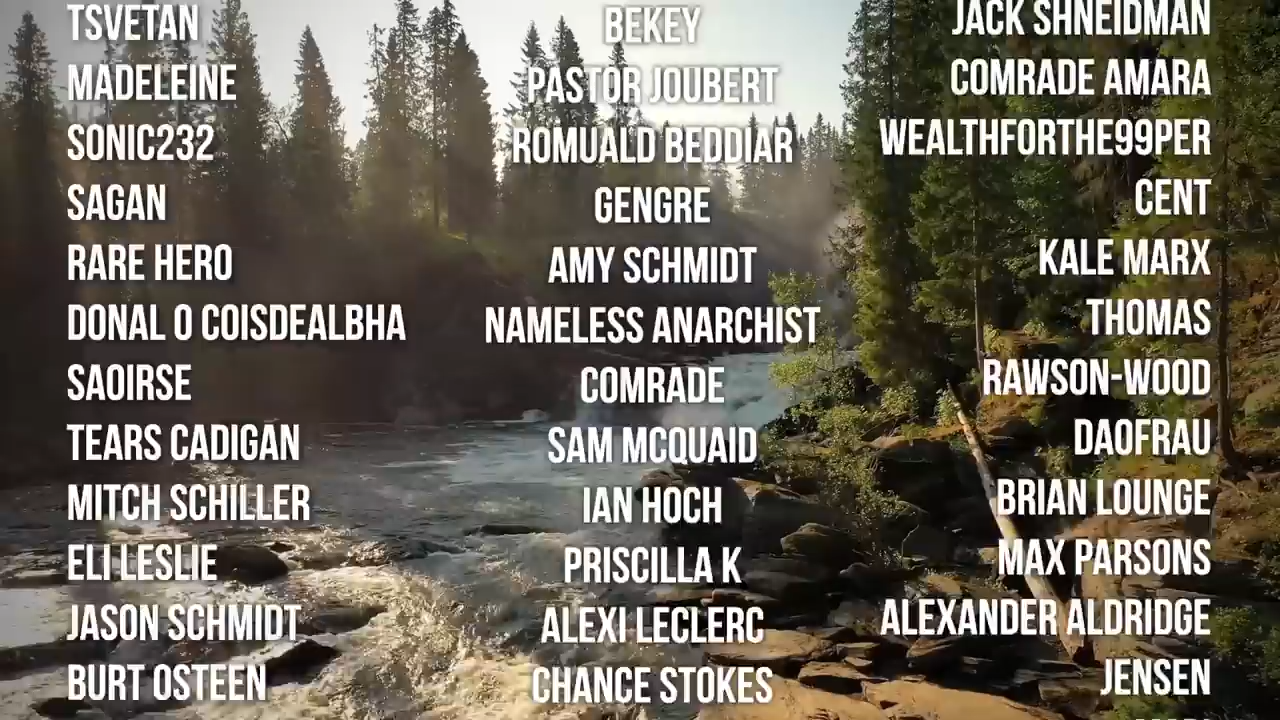 TSVETAN
MADELEINE
SONIC232
SAGAN
RARE HERO
DONAL O COISDEALBHA
SAOIRSE
TEARS CADIGAN
MITCH SCHILLER
ELI LESLIE
JASON SCHMIDT
BURT OSTEEN
BEKEY
PASTOR JOUBERT
ROMUALD BEDDIAR
GENGRE
AMY SCHMIDT
NAMELESS ANARCHIST
COMRADE
SAM MCQUAID
IAN HOCH
PRISCILLA K
ALEXI LECLERC
CHANCE STOKES
JACK SHNEIDMAN
COMRADE AMARA
WEALTHFORTHE99PER
CENT
KALE MARX
THOMAS
RAWSON-WOOD
DAOFRAU
BRIAN LOUNGE
MAX PARSONS
ALEXANDER ALDRIDGE
JENSEN